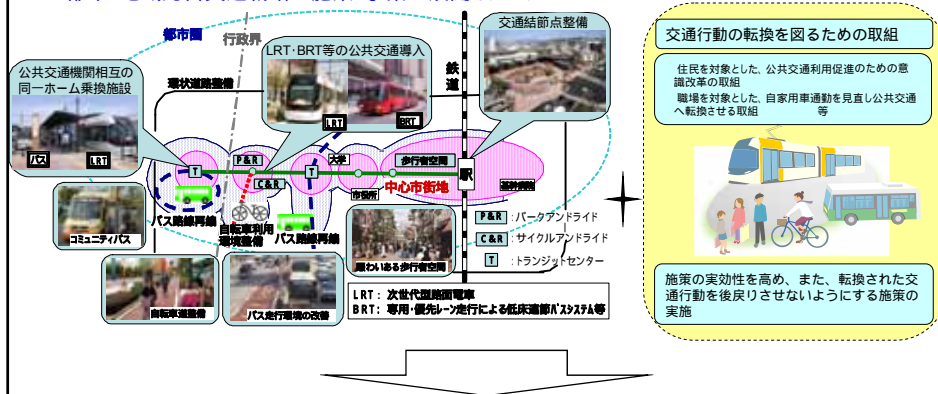 都市圏
行政界
交通結節点整備
LRT・BRT等の公共交通導入
鉄道
公共交通機関相互の
同一ホーム乗換施設
環状道路整備
バス
LRT
LRT
BRT
P&R
C&R
大学
歩行者空間
T
T
市役所
中心市街地
駅
基幹病院
バス路線再編
自転車利用
環境整備
バス路線再編
コミュニティバス
自転車道整備
バス走行環境の改善
賑わいある歩行者空間
P&R：パークアンドライド
C&R：サイクルアンドライド
T：トランジットセンター
LRT：次世代型路面電車
BRT：専用・優先レーン走行による低床連節バスシステム等
交通行動の転換を図るための取組
住民を対象とした、公共交通利用促進のための意
識改革の取組
職場を対象とした、自家用車通勤を見直し公共交通
へ転換させる取組　等
施策の実効性を高め、また、転換された交
通行動を後戻りさせないようにする施策の
実施